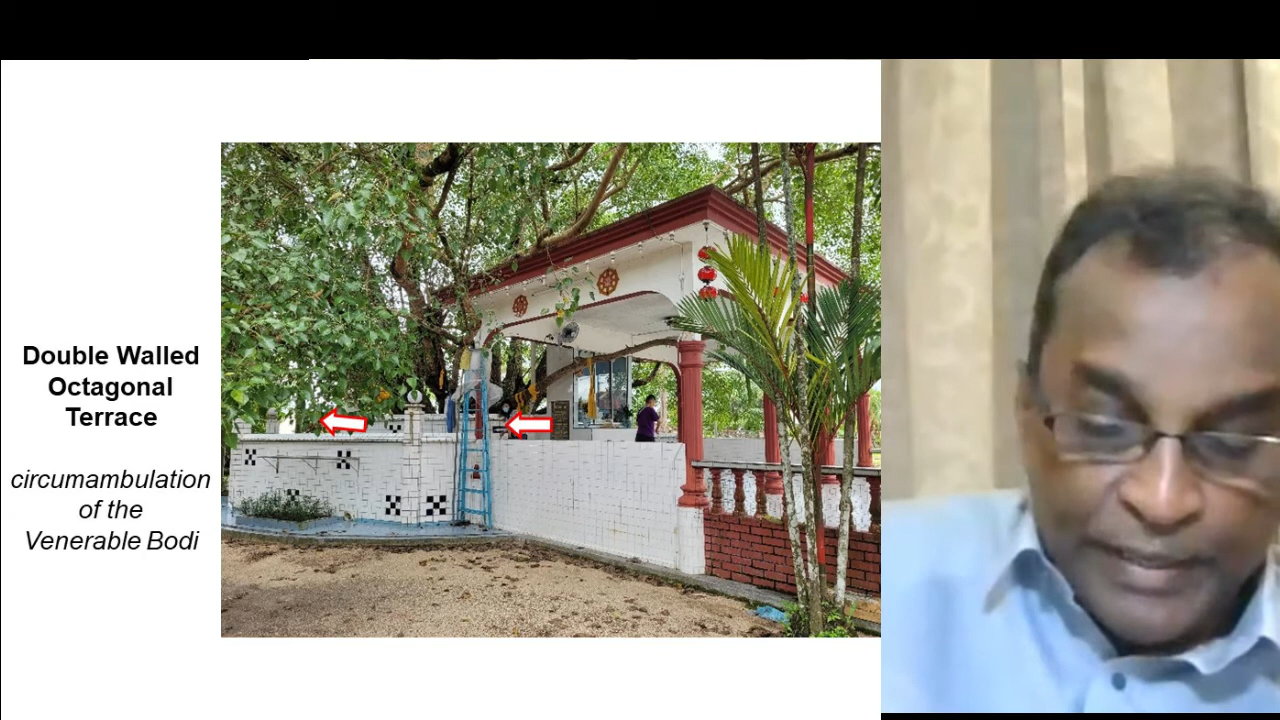 Double Walled
Octagonal
Terrace
circumambulation
of the
Venerable Bodi